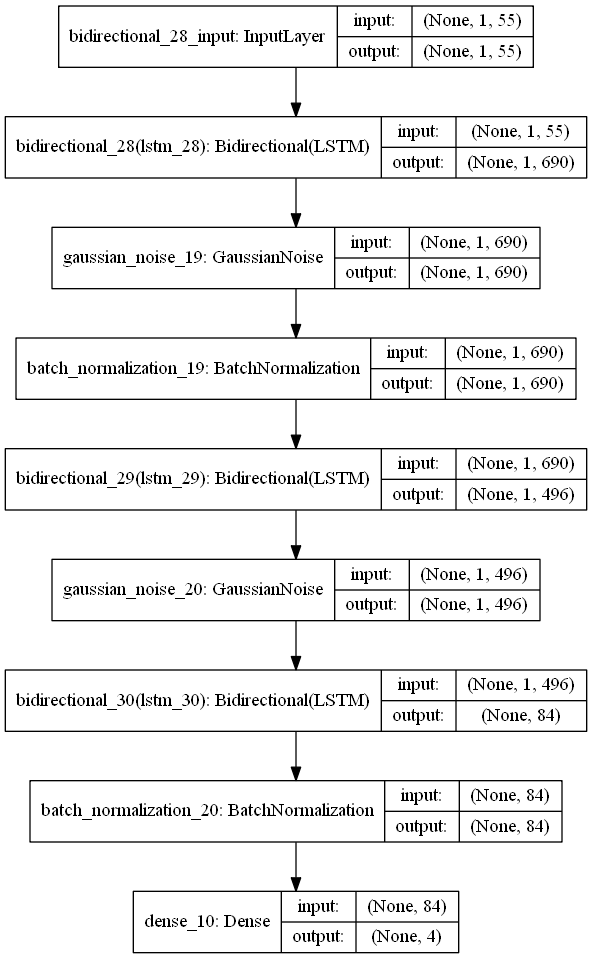 bidirectional_28_input: InputLayer
input: (None, 1, 55)
output: (None, 1, 55)
bidirectional_28(lstm_28): Bidirectional(LSTM)
input: (None, 1, 55)
output: (None, 1, 690)
gaussian_noise_19: GaussianNoise
input: (None, 1, 690)
output: (None, 1, 690)
batch_normalization_19: BatchNormalization
input: (None, 1, 690)
output: (None, 1, 690)
bidirectional_29(lstm_29): Bidirectional(LSTM)
input: (None, 1, 690)
output: (None, 1, 496)
gaussian_noise_20: GaussianNoise
input: (None, 1, 496)
output: (None, 1, 496)
bidirectional_30(lstm_30): Bidirectional(LSTM)
input: (None, 1, 496)
output: (None, 84)
batch_normalization_20: BatchNormalization
input: (None, 84)
output: (None, 84)
dense_10: Dense
input: (None, 84)
output: (None, 4)